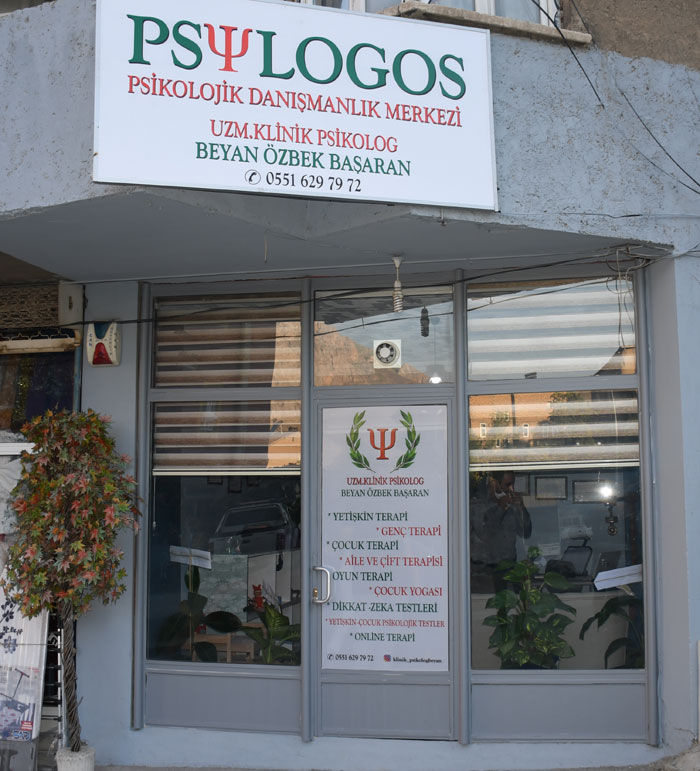 PSΨLOGOS
PSİKOLOJİK DANIŞMANLIK MERKEZİ
UZM.KLİNİK PSİKOLOG
BEYAN ÖZBEK BAŞARAN
✆ 0551 629 79 72
Ψ
UZM.KLİNİK PSİKOLOG
BEYAN ÖZBEK BAŞARAN
* YETİŞKİN TERAPİ
* GENÇ TERAPİ
* ÇOCUK TERAPİ
* AİLE VE ÇİFT TERAPİSİ
* OYUN TERAPİ
* ÇOCUK YOGASI
* DİKKAT -ZEKA TESTLERİ
* YETİŞKİN-ÇOCUK PSİKOLOJİK TESTLER
* ONLINE TERAPİ
✆ 0551 629 79 72 klinik_psikologbeyan